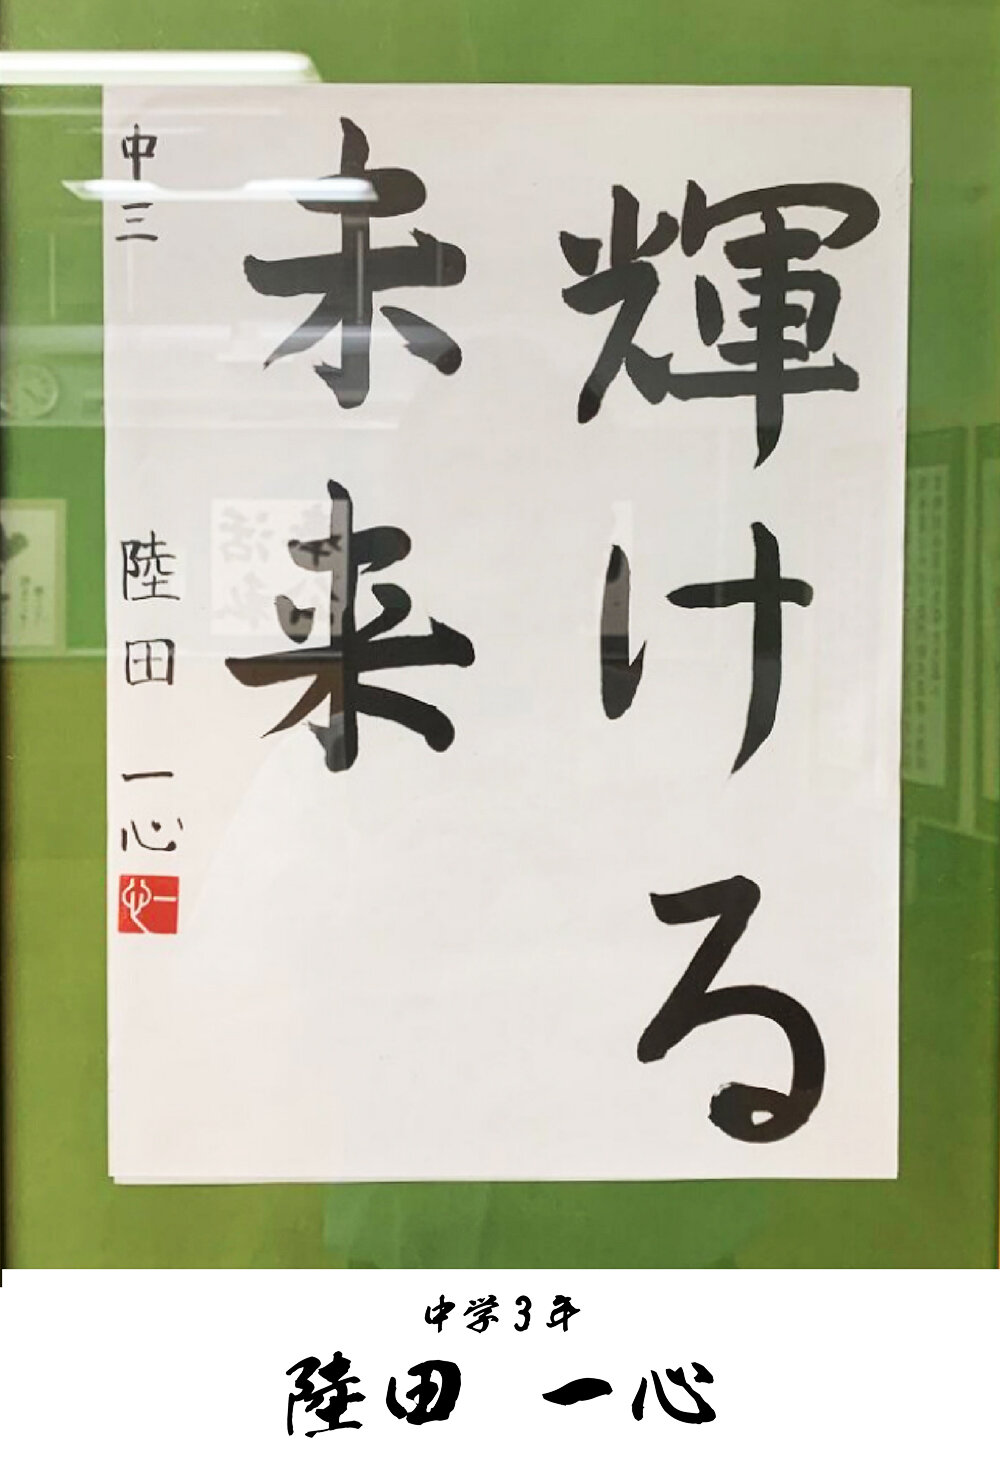 輝ける
未来
中三 陸田一心
中学3年
陸田 一心